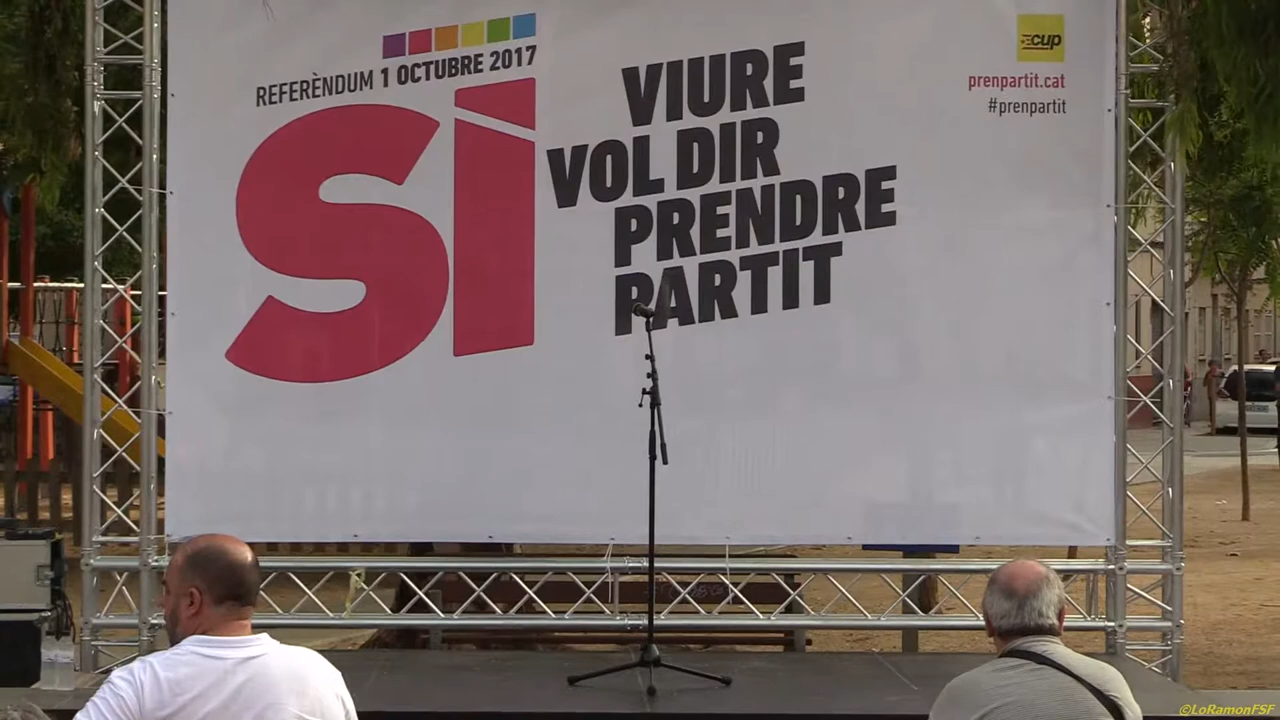 REFERÈNDUM 1 OCTUBRE 2017
SÍ
VIURE
VOL DIR
PRENDRE
PARTIT
cup
prenpartit.cat
#prenpartit
©LoRamonFSF